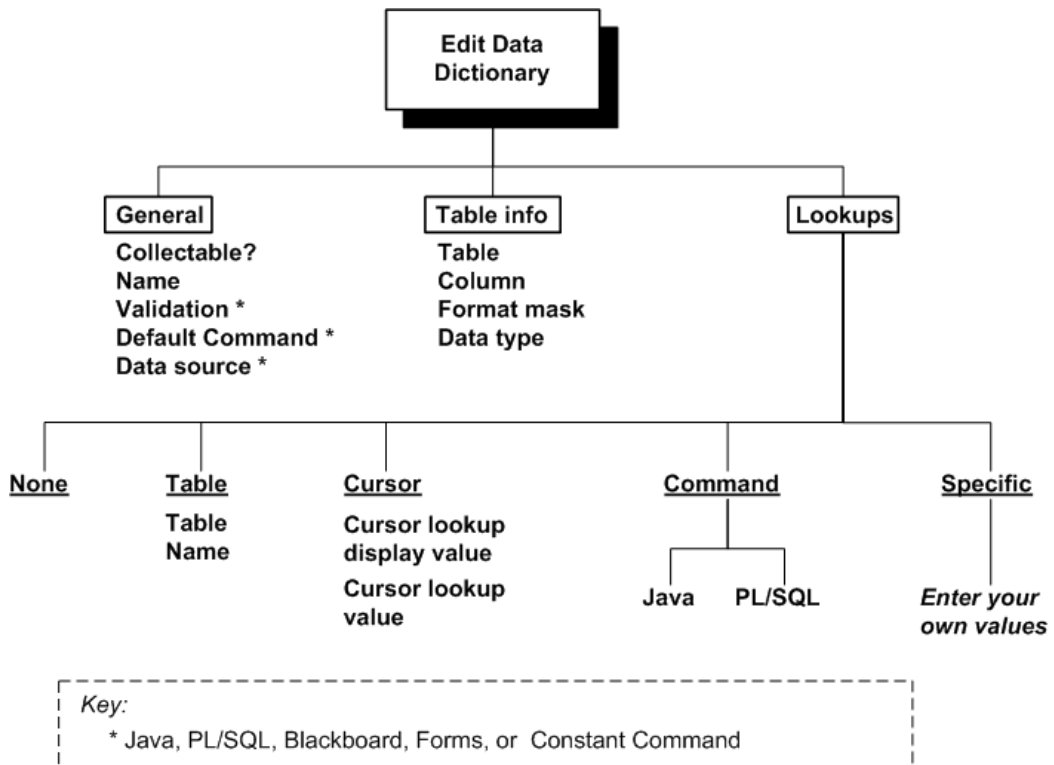 Edit Data
Dictionary
General
Collectable?
Name
Validation *
Default Command *
Data source *
Table info
Table
Column
Format mask
Data type
Lookups
None
Table
Table
Name
Cursor
Cursor lookup
display value
Cursor lookup
value
Command
Java
PL/SQL
Specific
Enter your
own values
Key:
* Java, PL/SQL, Blackboard, Forms, or Constant Command